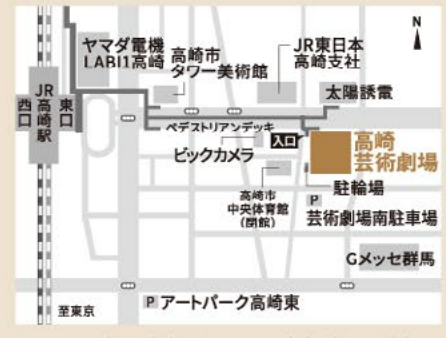 N
ヤマダ電機
LABI1高崎
高崎市
タワー美術館
JR東日本
高崎支社
太陽誘電
JR高崎駅
西口
東口
ペデストリアンデッキ
入口
ビックカメラ
高崎
芸術劇場
駐輪場
高崎市
中央体育館
(閉館)
P
芸術劇場南駐車場
Gメッセ群馬
至東京
P アートパーク高崎東